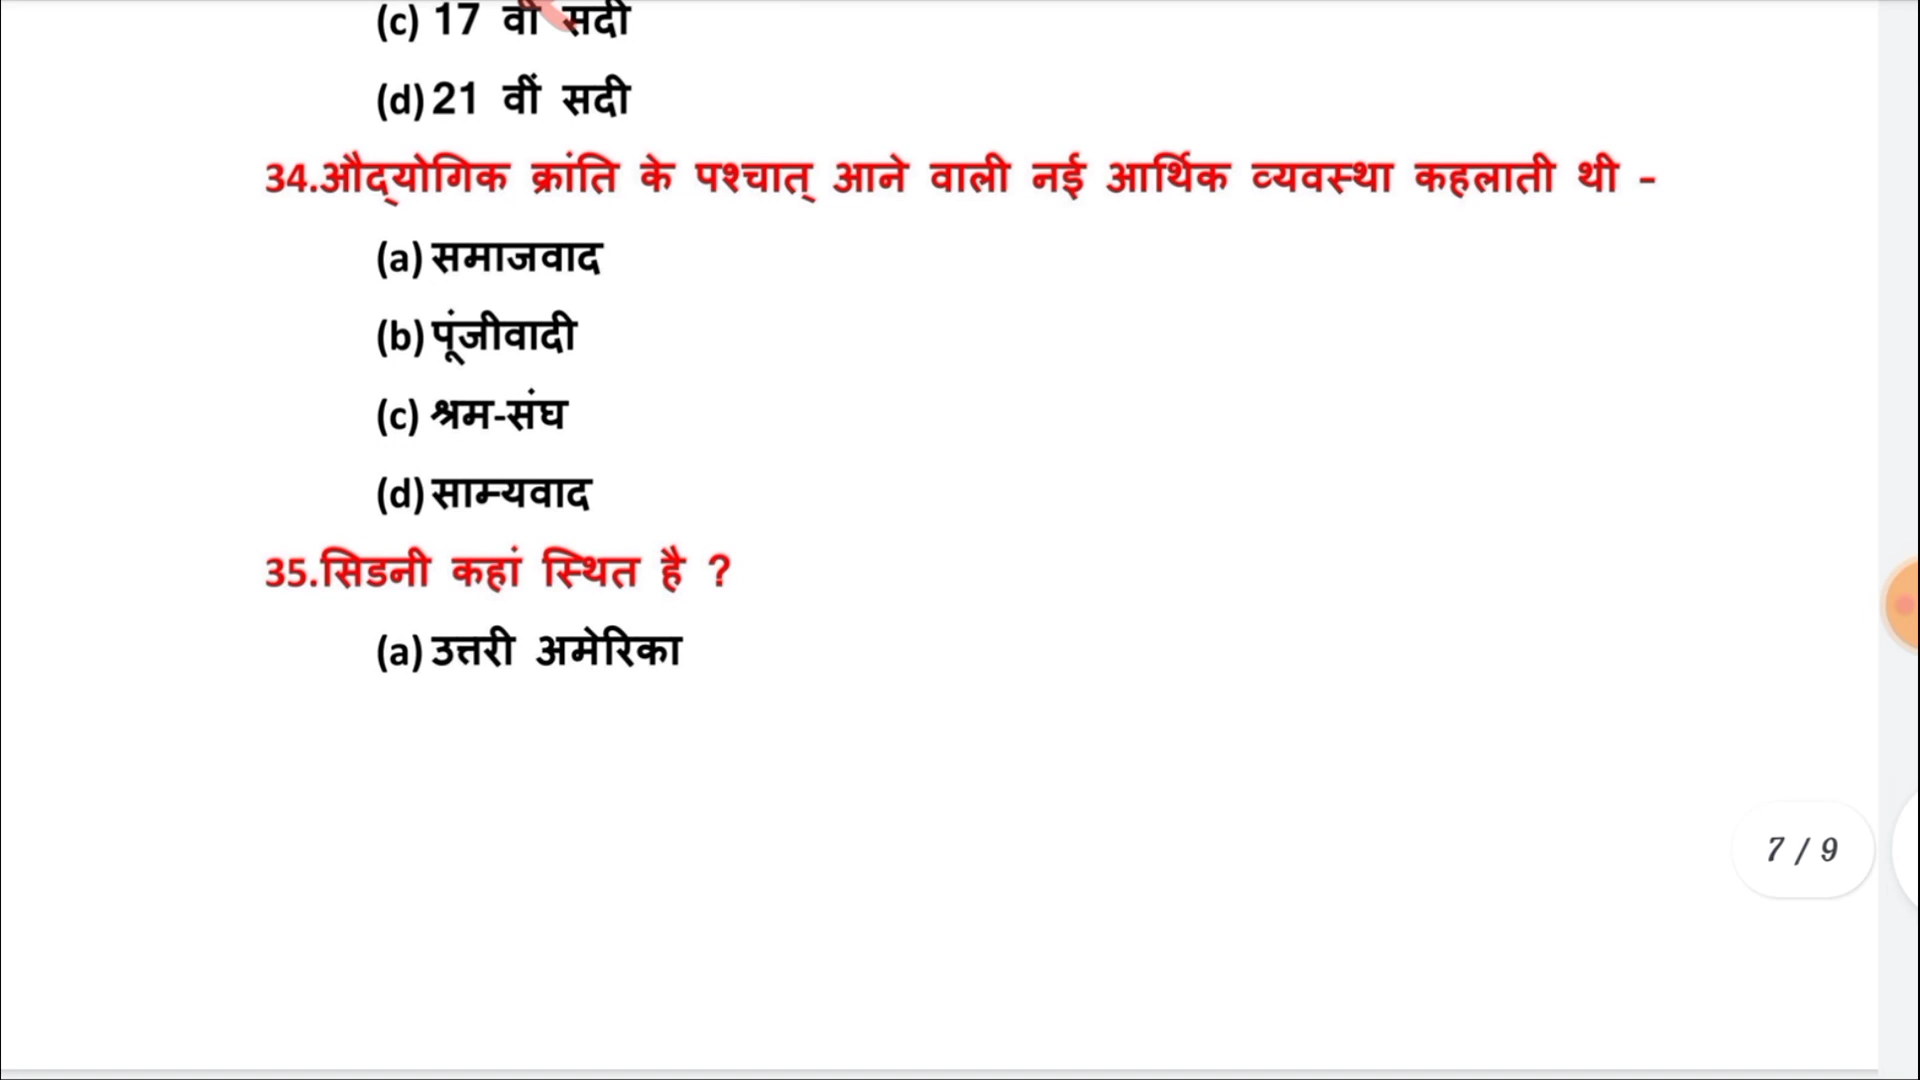 (c) 17 वीं सदी
(d) 21 वीं सदी
34.औद्योगिक क्रांति के पश्चात् आने वाली नई आर्थिक व्यवस्था कहलाती थी -
(a) समाजवाद
(b) पूंजीवादी
(c) श्रम-संघ
(d) साम्यवाद
35.सिडनी कहां स्थित है ?
(a) उत्तरी अमेरिका
7 / 9